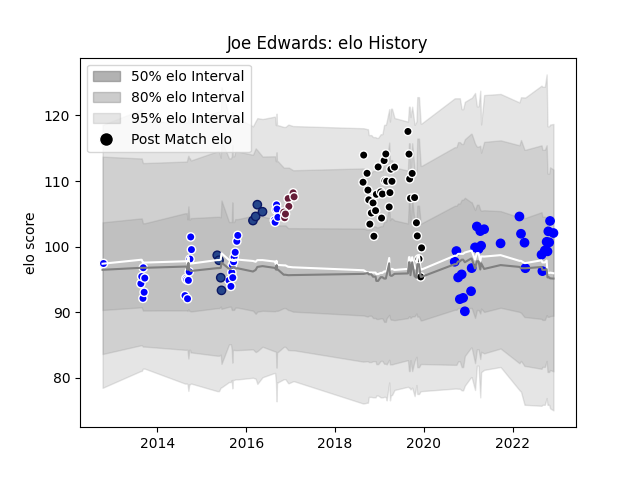 Joe Edwards: elo History
50% elo Interval
80% elo Interval
95% elo Interval
Post Match elo
elo score
120
110
100
90
80
2014
2016
2018
2020
2022